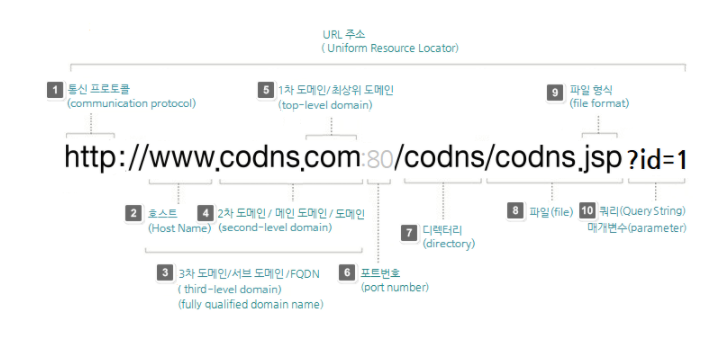 URL 주소
( Uniform Resource Locator)
1 통신 프로토콜
(communication protocol)
5 1차 도메인/최상위 도메인
(top-level domain)
9 파일 형식
(file format)
http://www.codns.com:80/codns/codns.jsp ?id=1
2 호스트
(Host Name)
4 2차 도메인 / 메인 도메인 / 도메인
(second-level domain)
7 디렉터리
(directory)
8 파일(file)
10 쿼리(QueryString)
매개변수(parameter)
3 3차 도메인/서브 도메인 /FQDN
( third-level domain)
(fully qualified domain name)
6 포트번호
(port number)